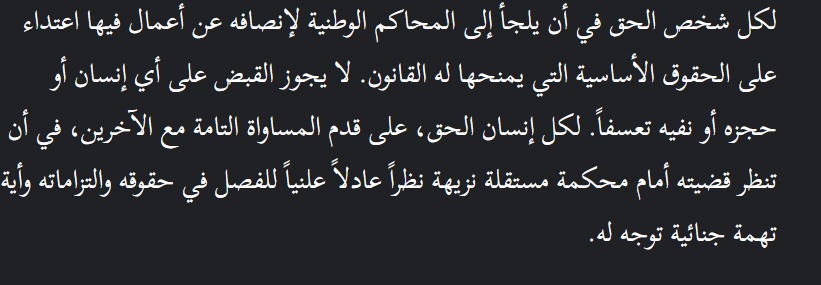 لكل شخص الحق في أن يلجأ إلى المحاكم الوطنية لإنصافه عن أعمال فيها اعتداء
على الحقوق الأساسية التي يمنحها له القانون. لا يجوز القبض على أي إنسان أو
حجزه أو نفيه تعسفاً. لكل إنسان الحق، على قدم المساواة التامة مع الآخرين، في أن
تنظر قضيته أمام محكمة مستقلة نزيهة نظراً عادلاً علنياً للفصل في حقوقه والتزاماته وأية
تهمة جنائية توجه له.